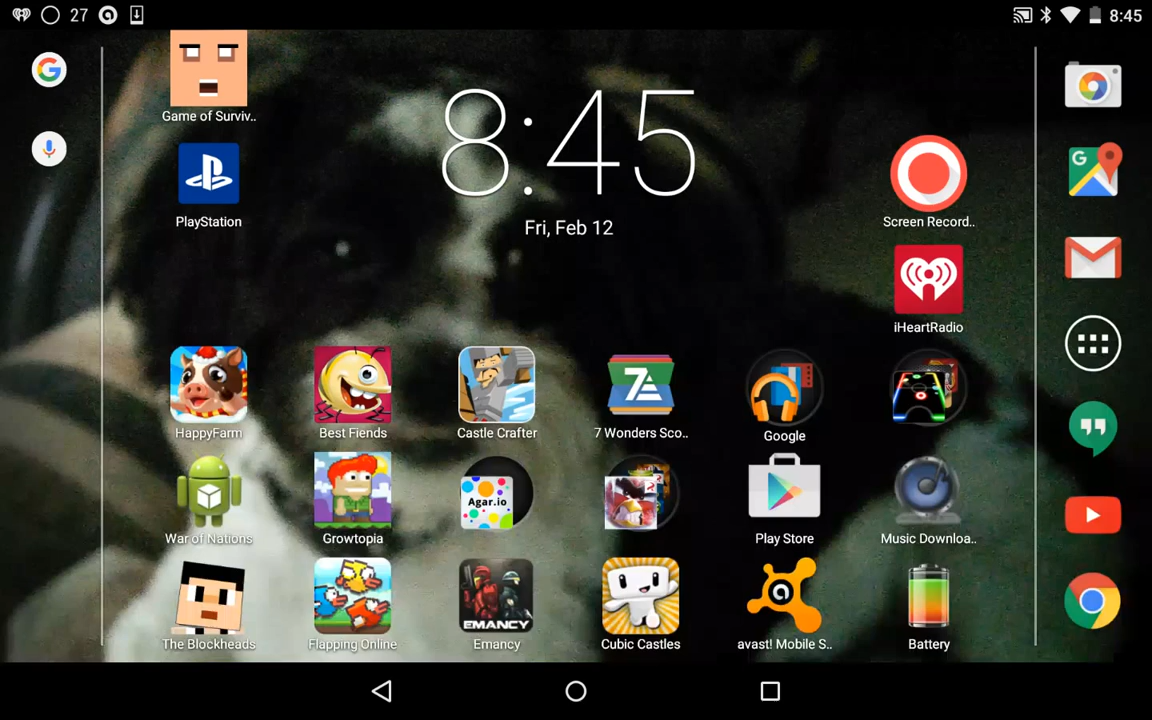 27
8:45
Game of Surviv..
8:45
Fri, Feb 12
PlayStation
Screen Record..
iHeartRadio
HappyFarm
Best Fiends
Castle Crafter
7
7 Wonders Sco..
Google
G
War of Nations
Growtopia
Agar.io
2
Play Store
Music Downloa..
The Blockheads
Flapping Online
EMANCY
Emancy
Cubic Castles
a
avast! Mobile S..
Battery